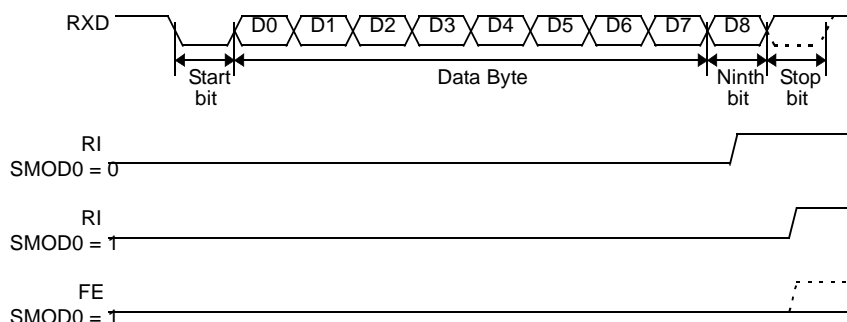 RXD D0 D1 D2 D3 D4 D5 D6 D7 D8
Start bit Data Byte Ninth bit Stop bit
RI
SMOD0 = 0
RI
SMOD0 = 1
FE
SMOD0 = 1